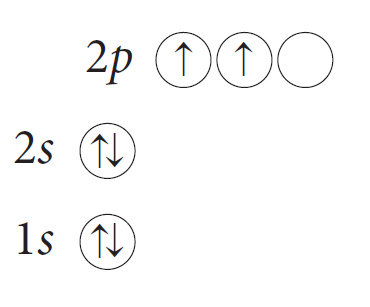 2p ↑ ↑
2s ↑↓
1s ↑↓